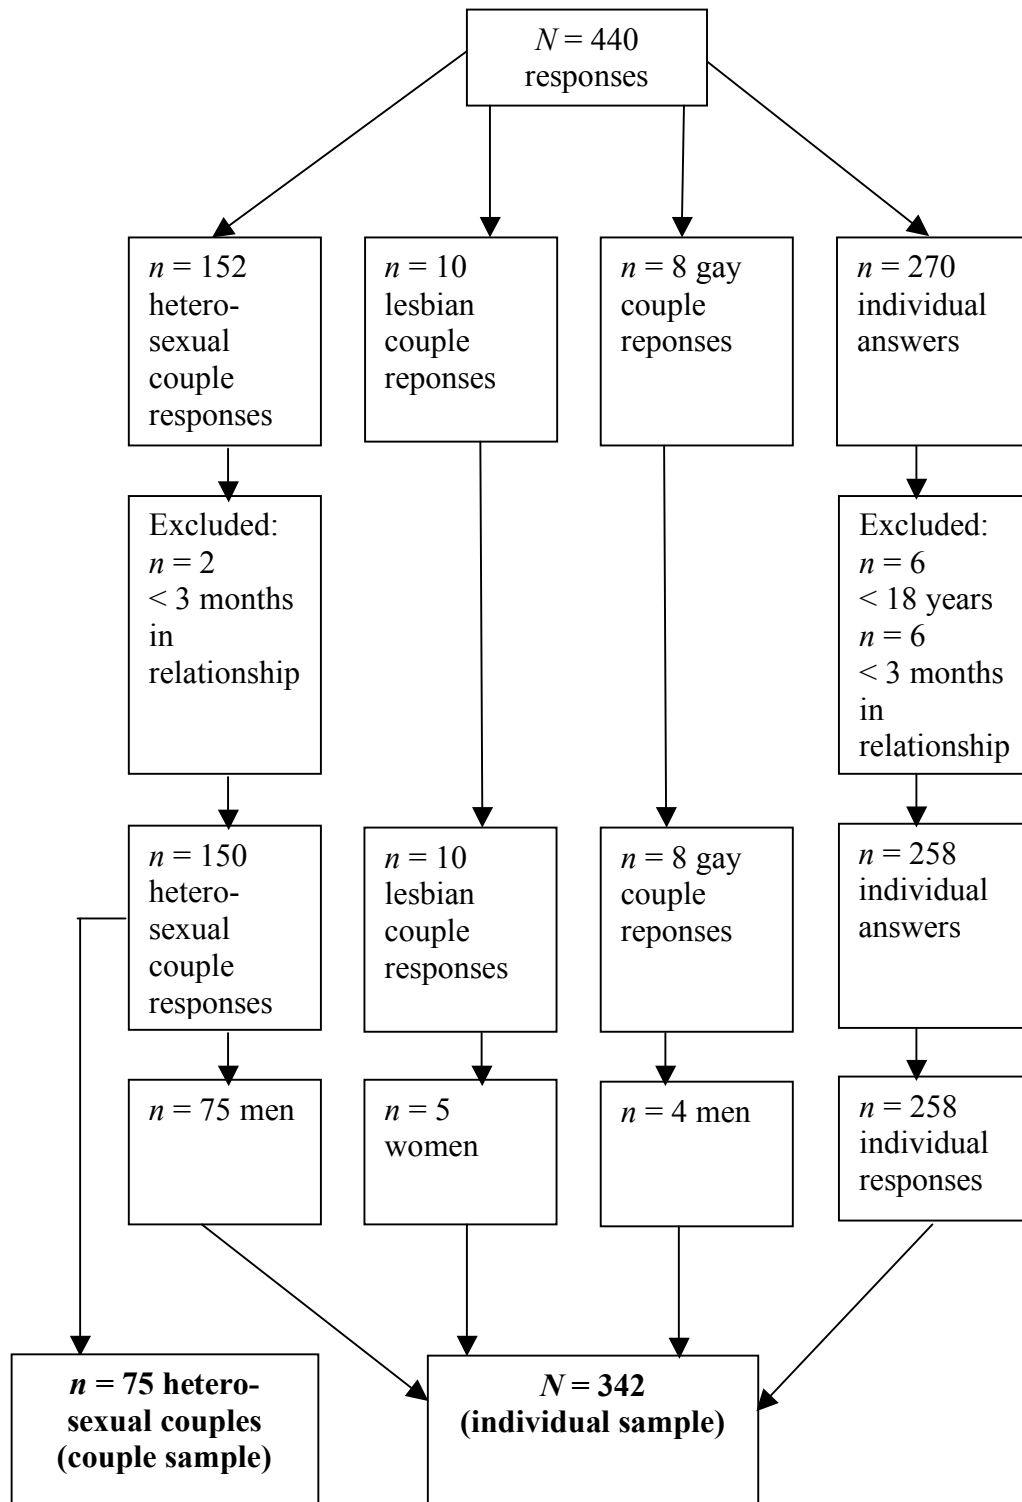 N = 440
responses
n = 152
hetero-
sexual
couple
responses
n = 10
lesbian
couple
reponses
n = 8 gay
couple
reponses
n = 270
individual
answers
Excluded:
n = 2
< 3 months
in
relationship
Excluded:
n = 6
< 18 years
n = 6
< 3 months
in
relationship
n = 150
hetero-
sexual
couple
responses
n = 10
lesbian
couple
responses
n = 8 gay
couple
reponses
n = 258
individual
answers
n = 75 men
n = 5
women
n = 4 men
n = 258
individual
responses
n = 75 hetero-
sexual couples
(couple sample)
N = 342
(individual sample)